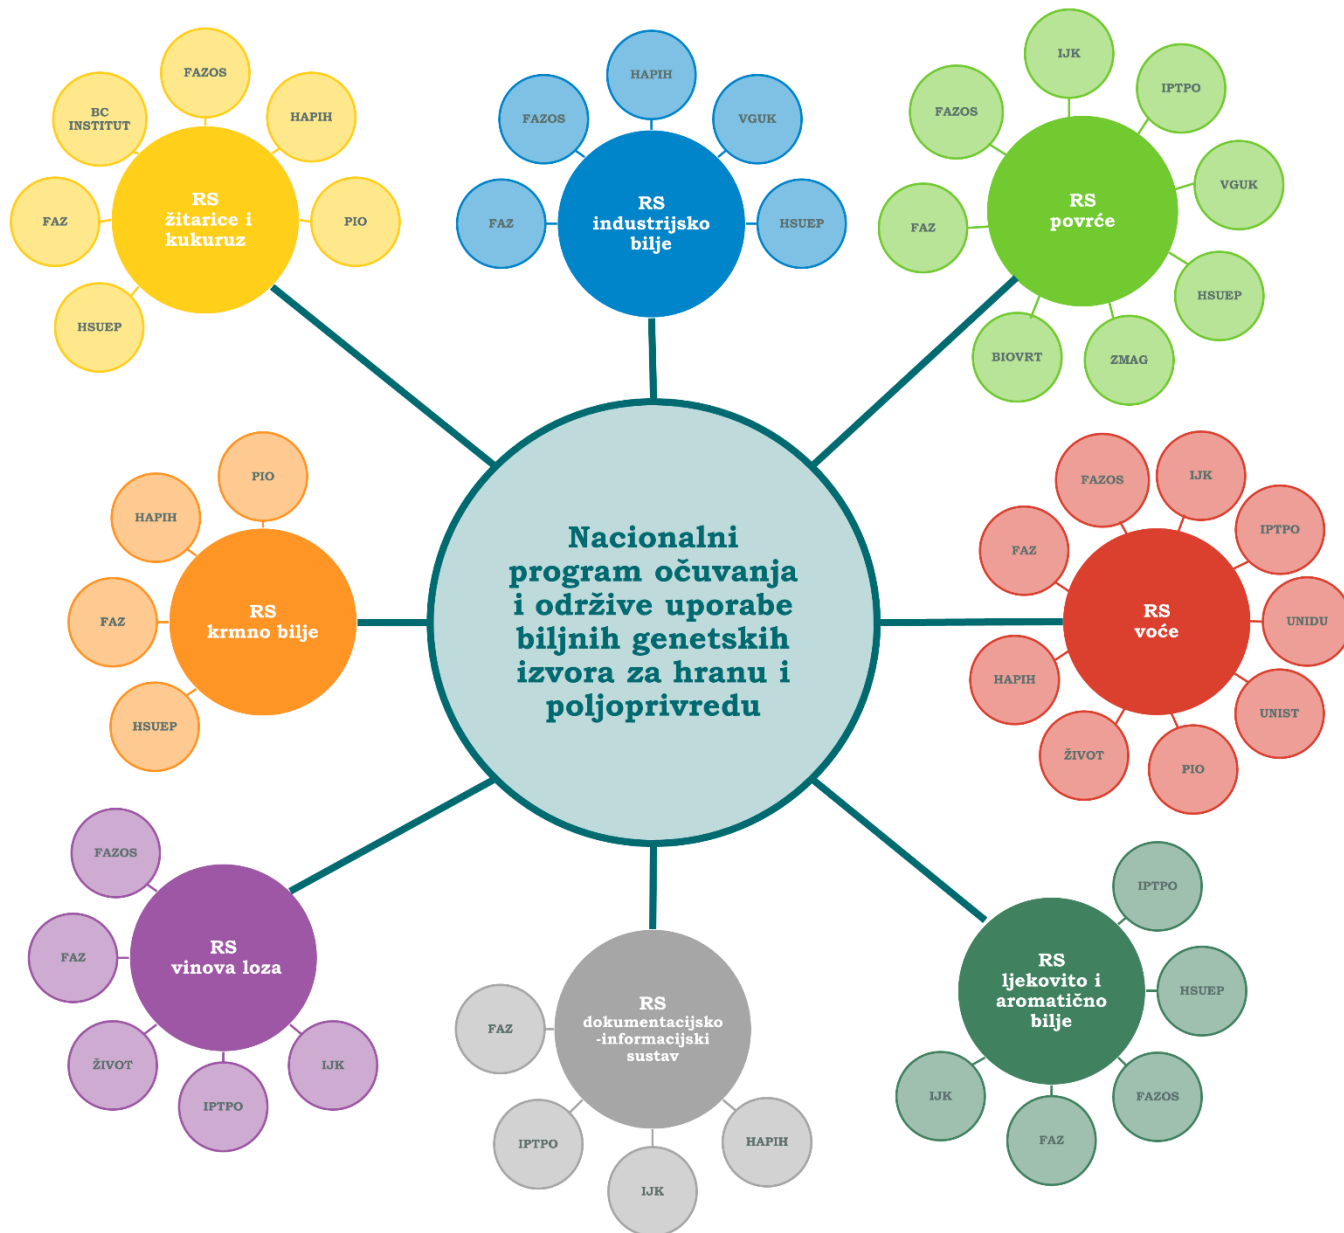 FAZOS
BC
INSTITUT
HAPIH
FAZ
PIO
HSUEP
RS
žitarice i
kukuruz
HAPIH
FAZOS
VGUK
FAZ
HSUEP
RS
industrijsko
bilje
IJK
IPTPO
FAZOS
VGUK
FAZ
HSUEP
BIOVRT
ZMAG
RS
povrće
PIO
HAPIH
FAZ
HSUEP
RS
krmno bilje
Nacionalni
program očuvanja
i održive uporabe
biljnih genetskih
izvora za hranu i
poljoprivredu
FAZOS
IJK
IPTPO
FAZ
UNIDU
HAPIH
UNIST
ŽIVOT
PIO
RS
voće
FAZOS
FAZ
ŽIVOT
IPTPO
IJK
RS
vinova loza
RS
dokumentacijsko
-informacijski
sustav
FAZ
IPTPO
IJK
HAPIH
RS
ljekovito i
aromatično
bilje
IPTPO
HSUEP
FAZOS
FAZ
IJK